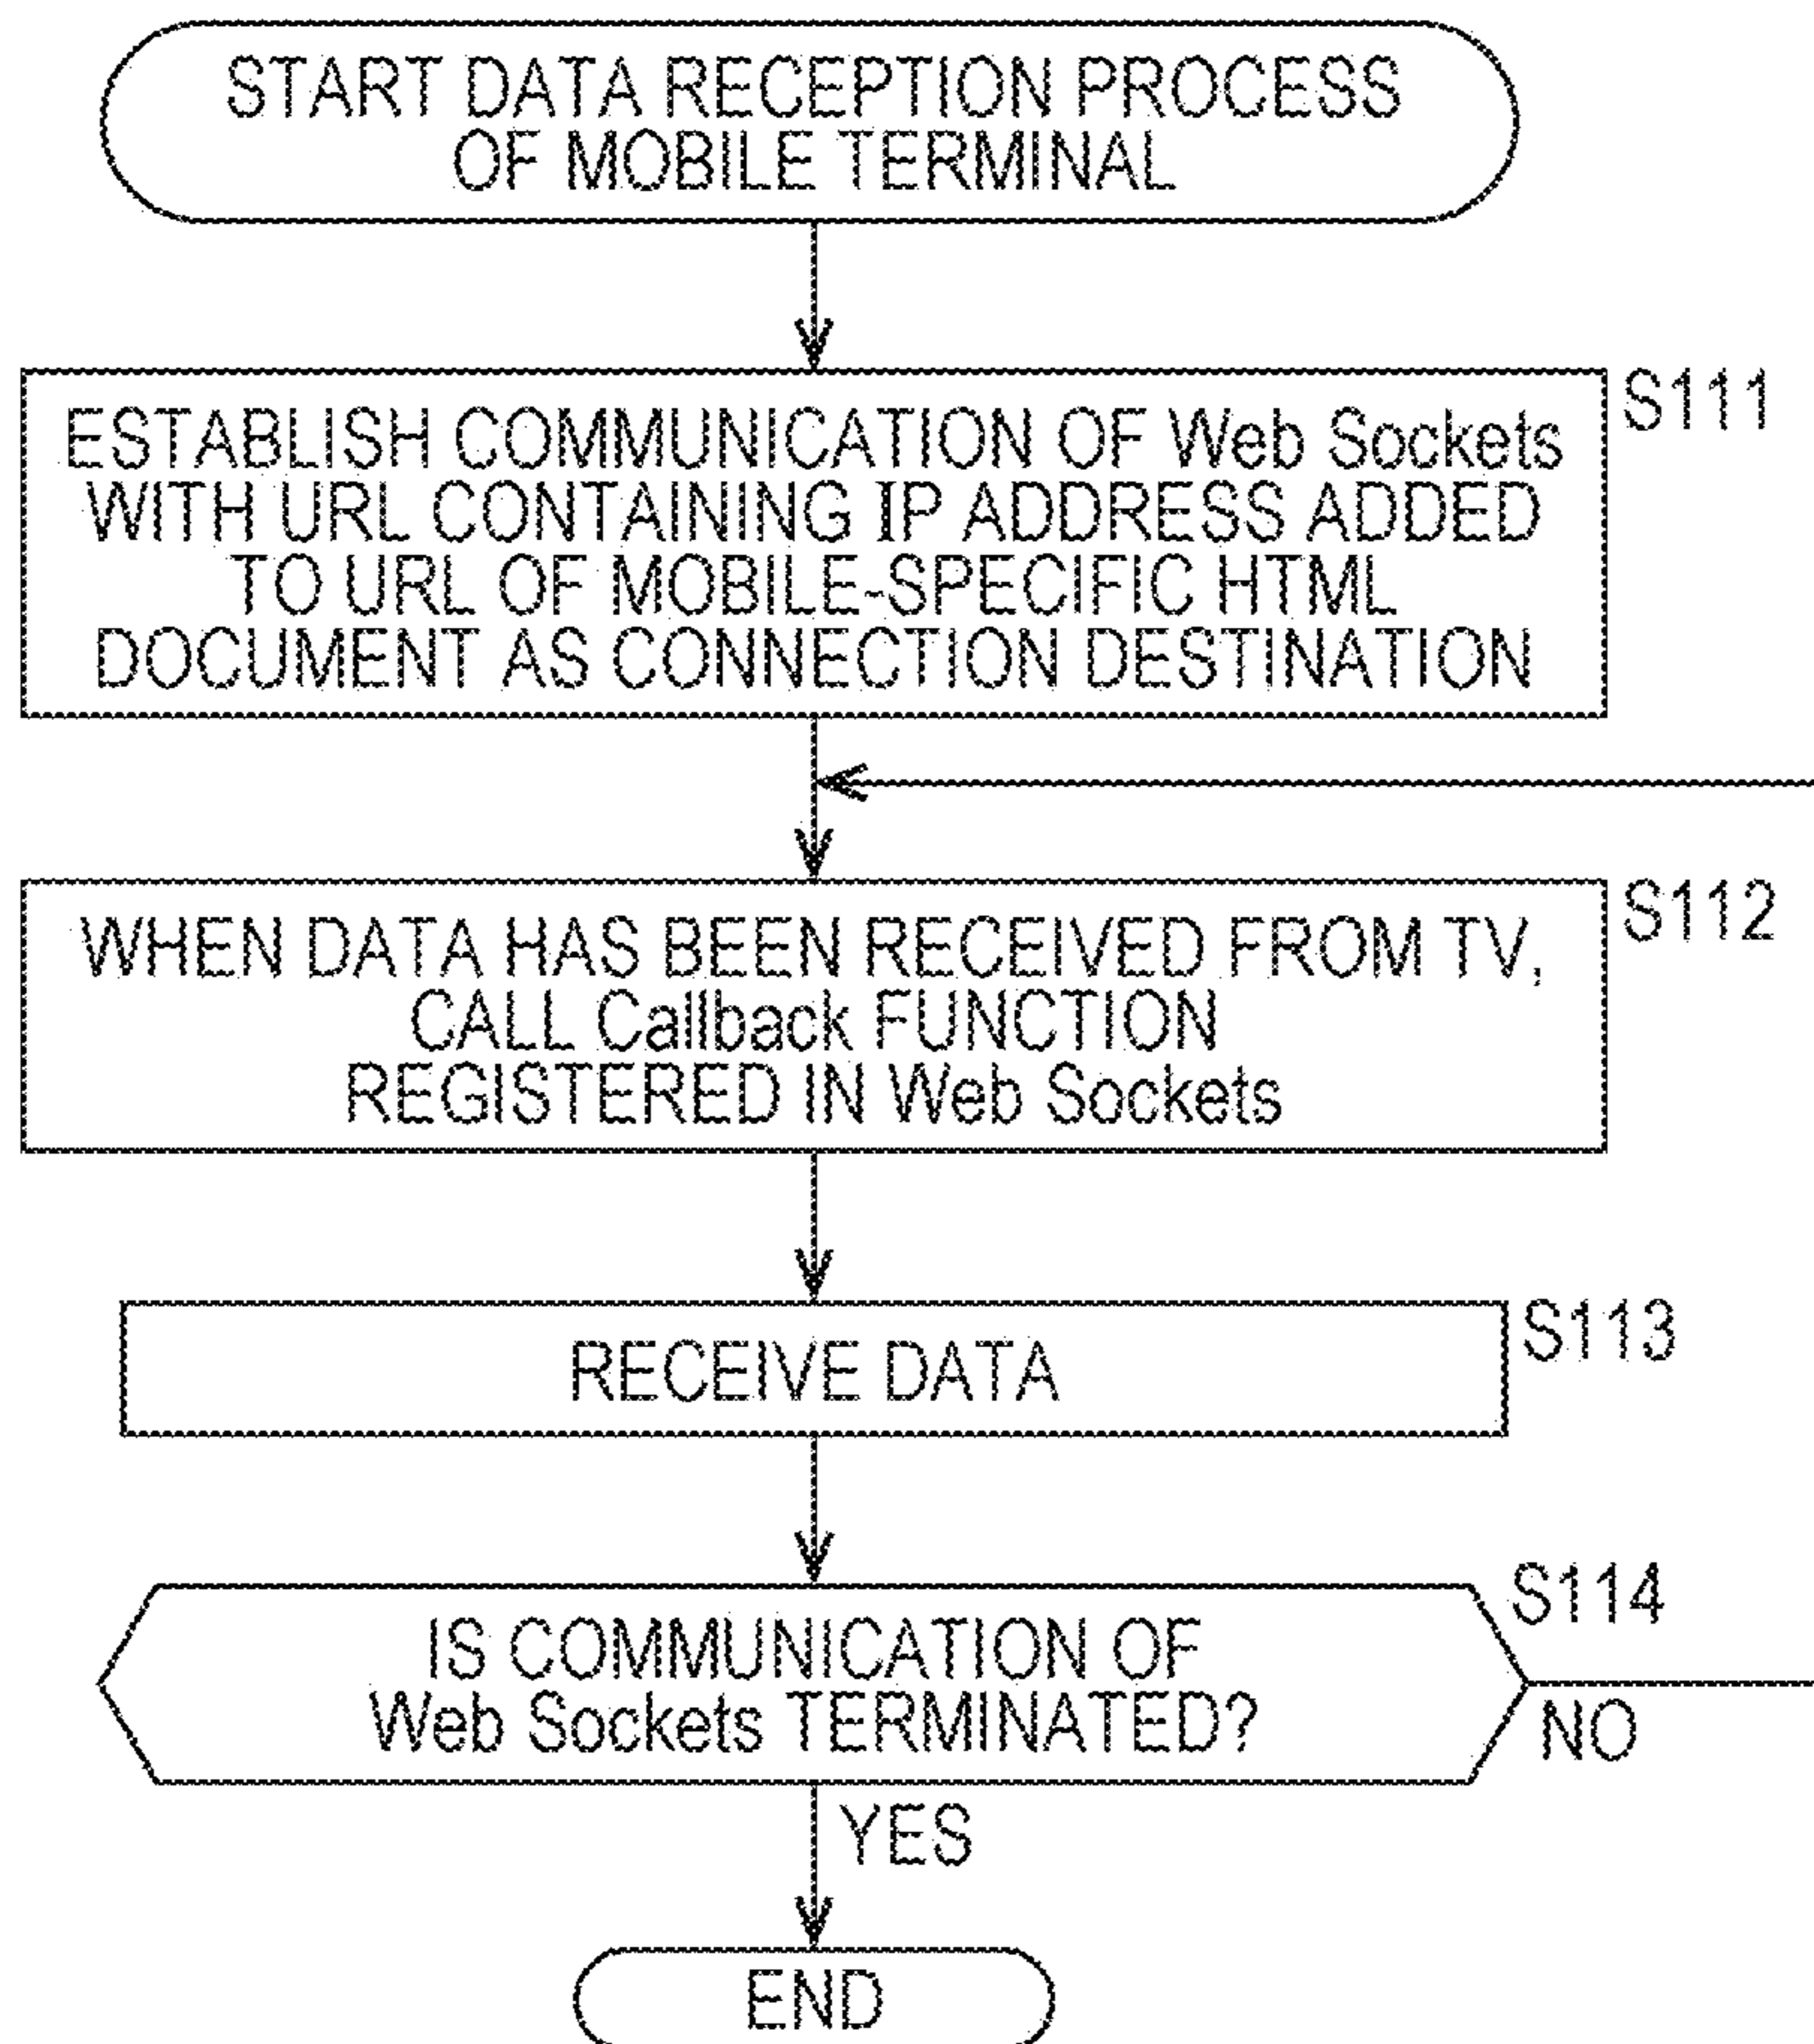 START DATA RECEPTION PROCESS
OF MOBILE TERMINAL
S111
ESTABLISH COMMUNICATION OF Web Sockets
WITH URL CONTAINING IP ADDRESS ADDED
TO URL OF MOBILE-SPECIFIC HTML
DOCUMENT AS CONNECTION DESTINATION
S112
WHEN DATA HAS BEEN RECEIVED FROM TV,
CALL Callback FUNCTION
REGISTERED IN Web Sockets
S113
RECEIVE DATA
S114
IS COMMUNICATION OF
Web Sockets TERMINATED?
NO
YES
END